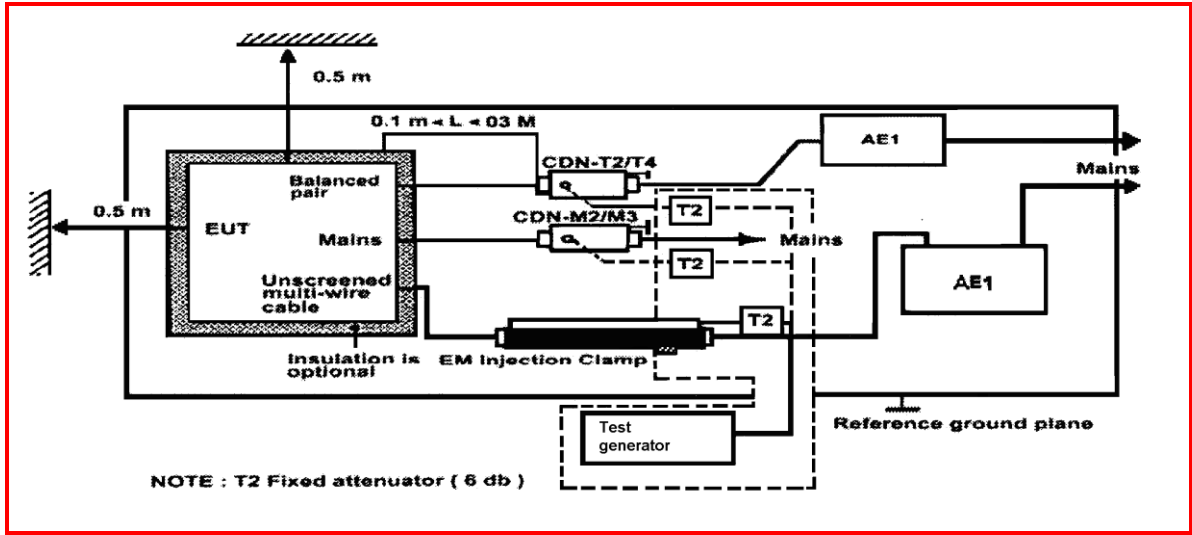 0.5 m
0.1 m < L < 03 M
AE1
CDN-T2/T4
Mains
Balanced
pair
T2
0.5 m
EUT
CDN-M2/M3
Mains
Mains
T2
AE1
Unscreened
multi-wire
cable
T2
Insulation is
optional
EM Injection Clamp
Reference ground plane
Test
generator
NOTE : T2 Fixed attenuator ( 6 db )